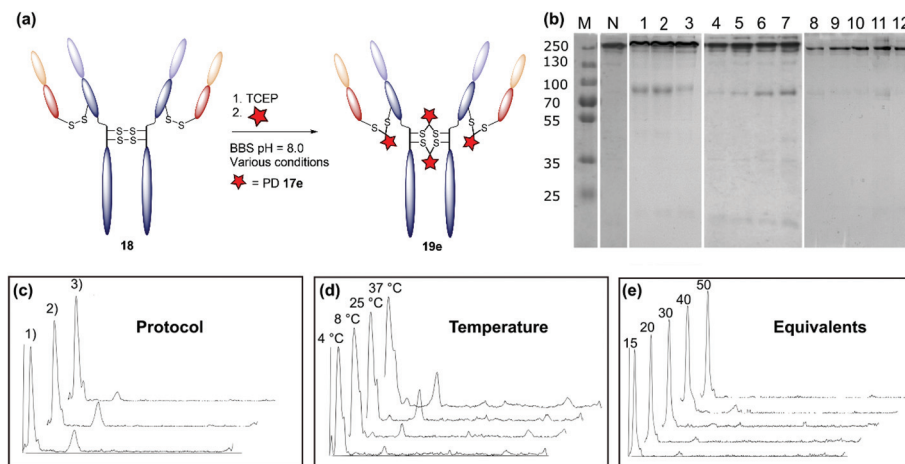 (a)
1. TCEP
2.
BBS pH = 8.0
Various conditions
= PD 17e
S S S S
S-S
S-S
18
S S S S
S S
S S
19e
(b)
M N 1 2 3 4 5 6 7 8 9 10 11 12
250
130
100
70
55
35
25
(c)
Protocol
1)
2)
3)
(d)
Temperature
4 °C
8 °C
25 °C
37 °C
(e)
Equivalents
15
20
30
40
50